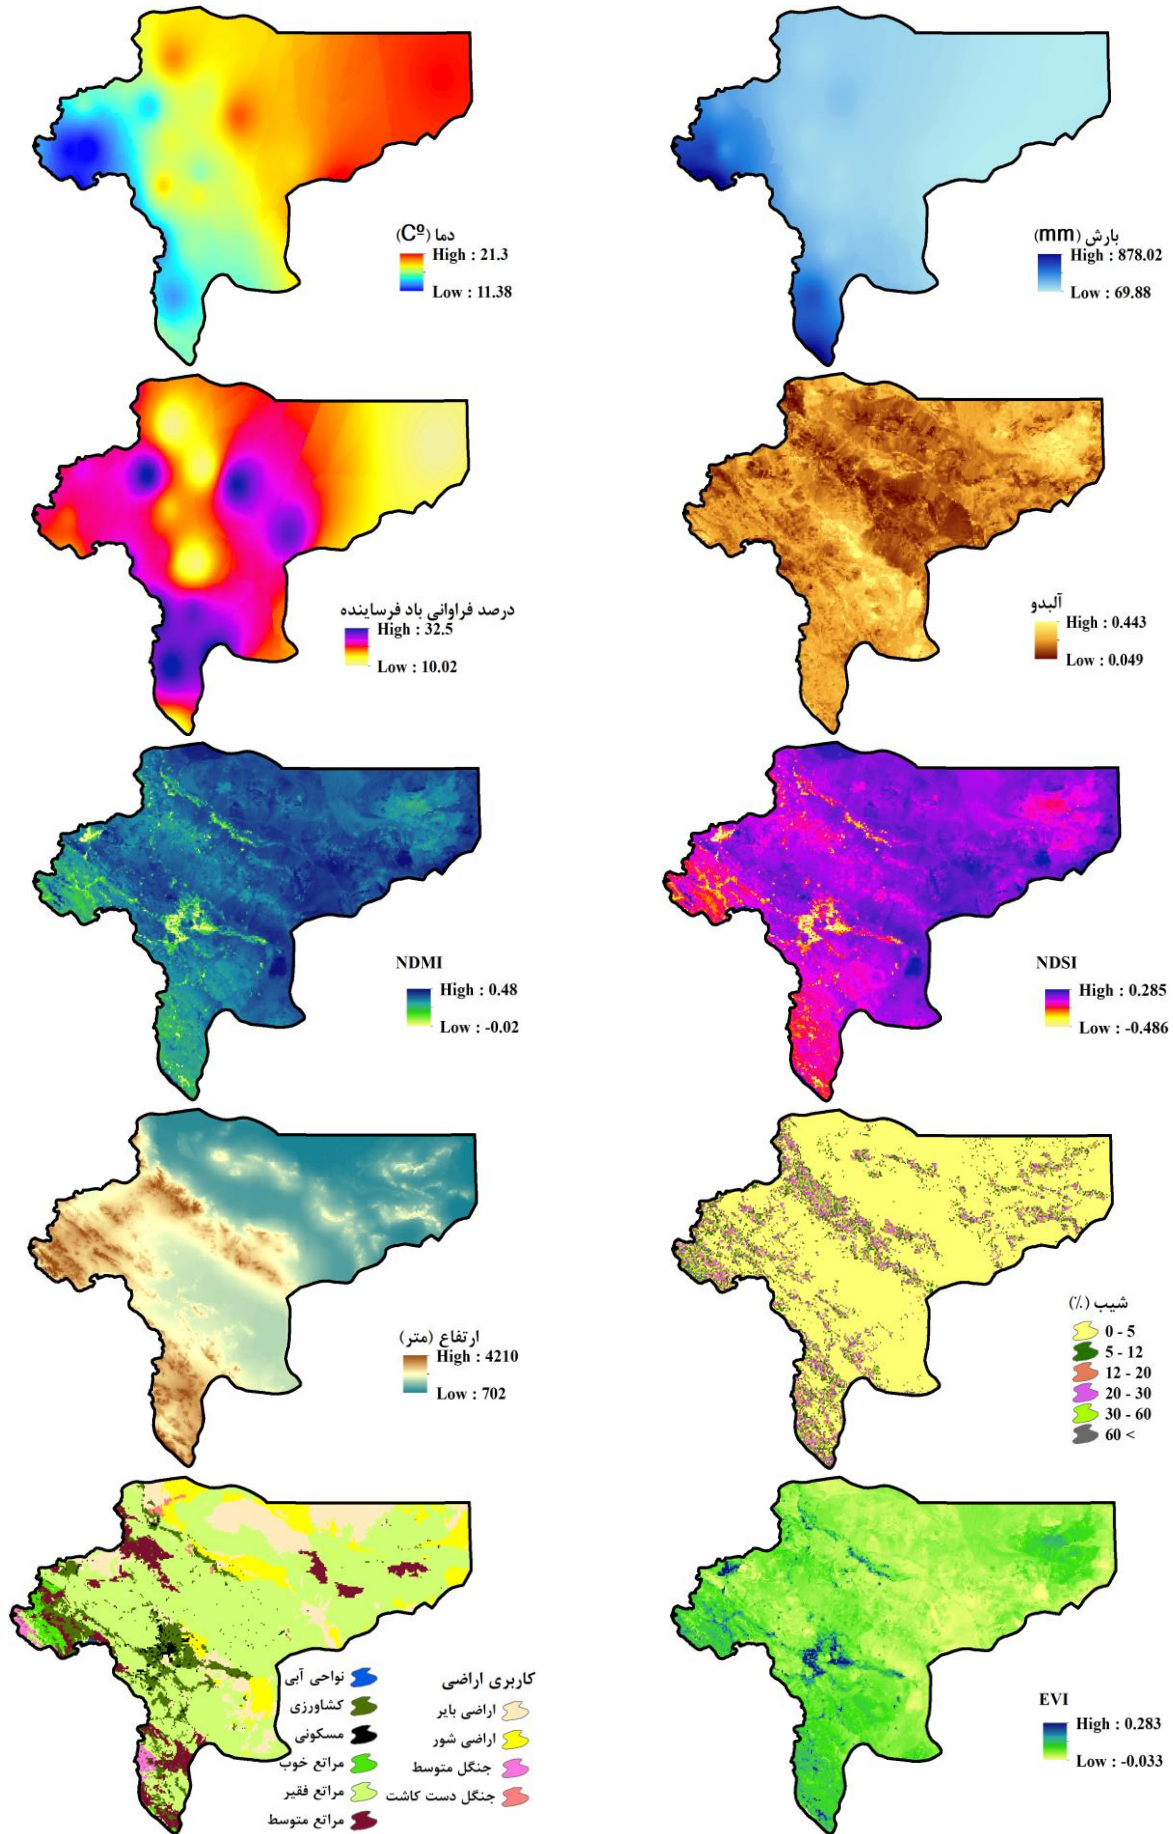 دما (Cº)
High : 21.3
Low : 11.38
بارش (mm)
High : 878.02
Low : 69.88
درصد فراوانی باد فرساینده
High : 32.5
Low : 10.02
آلبدو
High : 0.443
Low : 0.049
NDMI
High : 0.48
Low : -0.02
NDSI
High : 0.285
Low : -0.486
ارتفاع (متر)
High : 4210
Low : 702
شیب (٪)
0 - 5
5 - 12
12 - 20
20 - 30
30 - 60
60 <
کاربری اراضی
اراضی بایر
اراضی شور
جنگل متوسط
جنگل دست کاشت
نواحی آبی
کشاورزی
مسکونی
مراتع خوب
مراتع فقیر
مراتع متوسط
EVI
High : 0.283
Low : -0.033